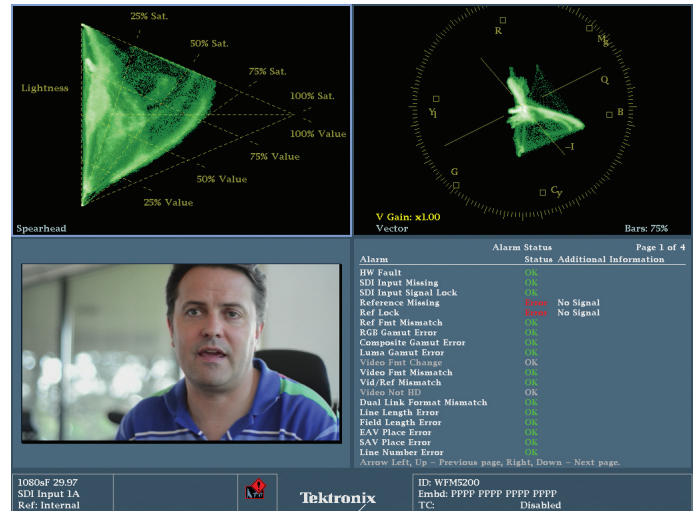 25% Sat.
50% Sat.
75% Sat.
100% Sat.
Lightness
100% Value
75% Value
50% Value
25% Value
Spearhead
R
Mg
Q
Yl
B
-I
G
Cy
V Gain: x1.00
Vector
Bars: 75%
Alarm Status
Page 1 of 4
Alarm Status Additional Information
HW Fault OK
SDI Input Missing OK
SDI Input Signal Lock OK
Reference Missing Error No Signal
Ref Lock Error No Signal
Ref Fmt Mismatch OK
RGB Gamut Error OK
Composite Gamut Error OK
Luma Gamut Error OK
Video Fmt Change OK
Video Fmt Mismatch OK
Vid/Ref Mismatch OK
Video Not HD OK
Dual Link Format Mismatch OK
Line Length Error OK
Field Length Error OK
EAV Place Error OK
SAV Place Error OK
Line Number Error OK
Arrow Left, Up - Previous page, Right, Down - Next page.
1080sF 29.97
SDI Input 1A
Ref: Internal
Tektronix
ID: WFM5200
Embd: PPPP PPPP PPPP PPPP
TC: Disabled